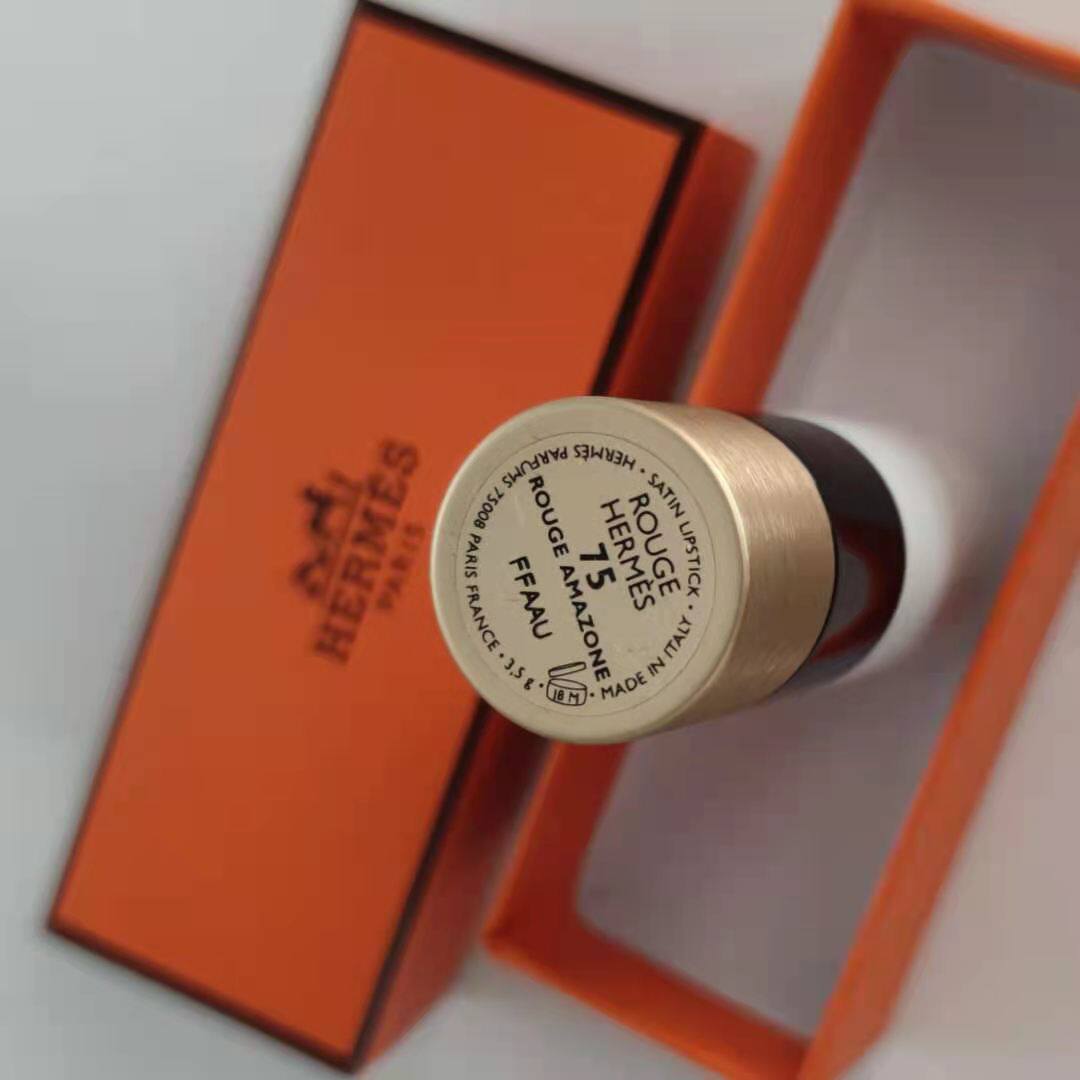 HERMÈS
PARIS
ROUGE
HERMÈS
75
ROUGE AMAZONE
FFAAU
HERMÈS PARFUMS 75008 PARIS FRANCE • 3,5 g •
18 M
• MADE IN ITALY • SATIN LIPSTICK •